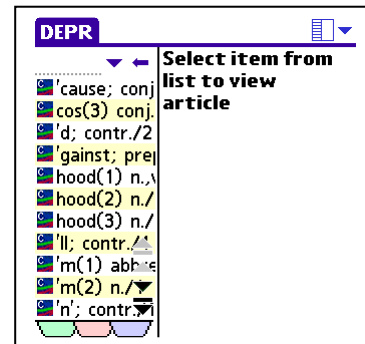 DEPR
Select item from
list to view
article
'cause; conj
cos(3) conj.
'd; contr./2
'gainst; prep
hood(1) n.,
hood(2) n./
hood(3) n./
'll; contr./
'm(1) abbre
'm(2) n./
'n'; contr.